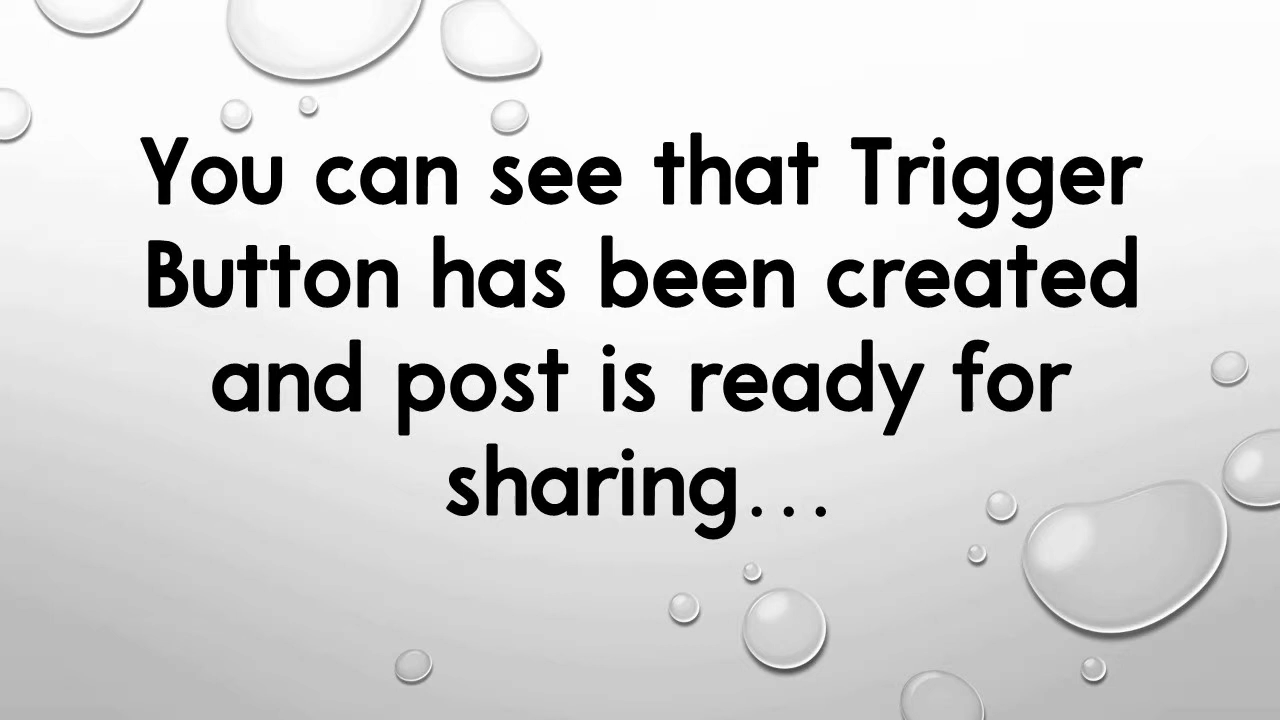 You can see that Trigger
Button has been created
and post is ready for
sharing…